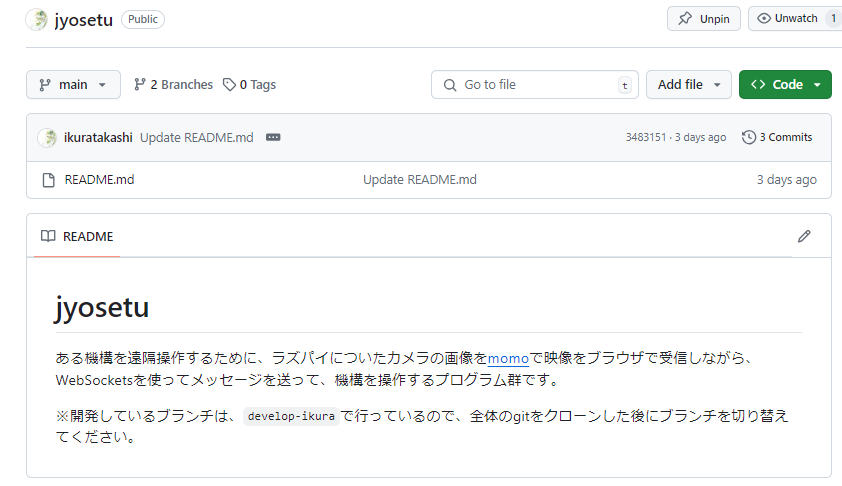 jyosetu Public Unpin Unwatch 1
main 2 Branches 0 Tags Go to file t Add file Code
ikuratakashi Update README.md 3483151 · 3 days ago 3 Commits
README.md Update README.md 3 days ago
README
jyosetu
ある機構を遠隔操作するために、ラズパイについたカメラの画像をmomoで映像をブラウザで受信しながら、
WebSocketsを使ってメッセージを送って、機構を操作するプログラム群です。
※開発しているブランチは、develop-ikuraで行っているので、全体のgitをクローンした後にブランチを切り替え
てください。